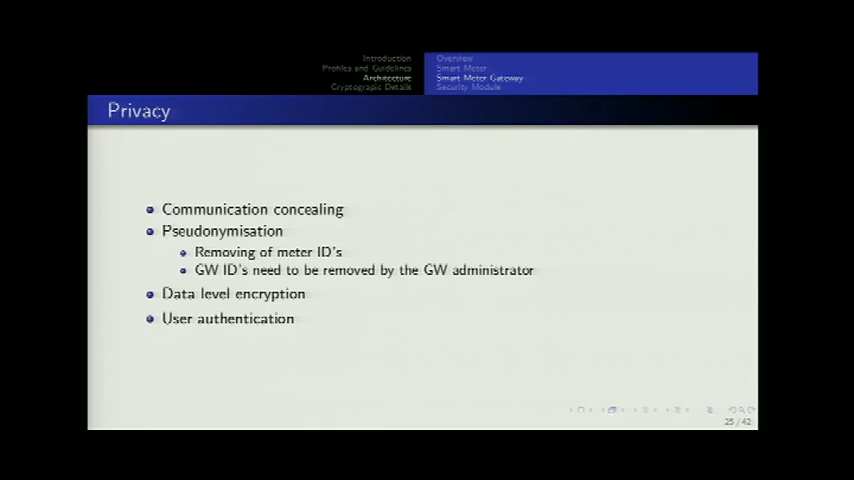 Introduction
Profiles and Guidelines
Architecture
Cryptograpic Details
Overview
Smart Meter
Smart Meter Gateway
Security Module
Privacy
Communication concealing
Pseudonymisation
Removing of meter ID's
GW ID's need to be removed by the GW administrator
Data level encryption
User authentication
25 / 42